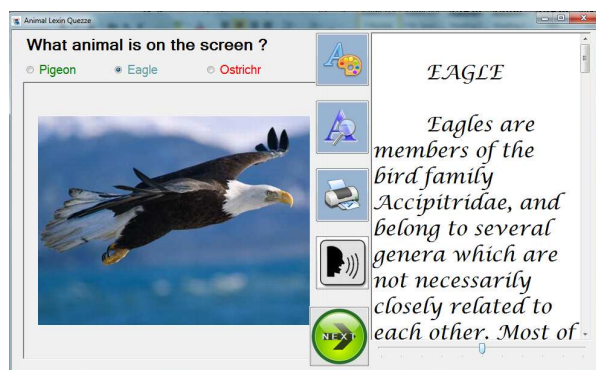 Animal Lexin Quezze
What animal is on the screen ?
Pigeon
Eagle
Ostrichr
NEXT
EAGLE
Eagles are
members of the
bird family
Accipitridae, and
belong to several
genera which are
not necessarily
closely related to
each other. Most of